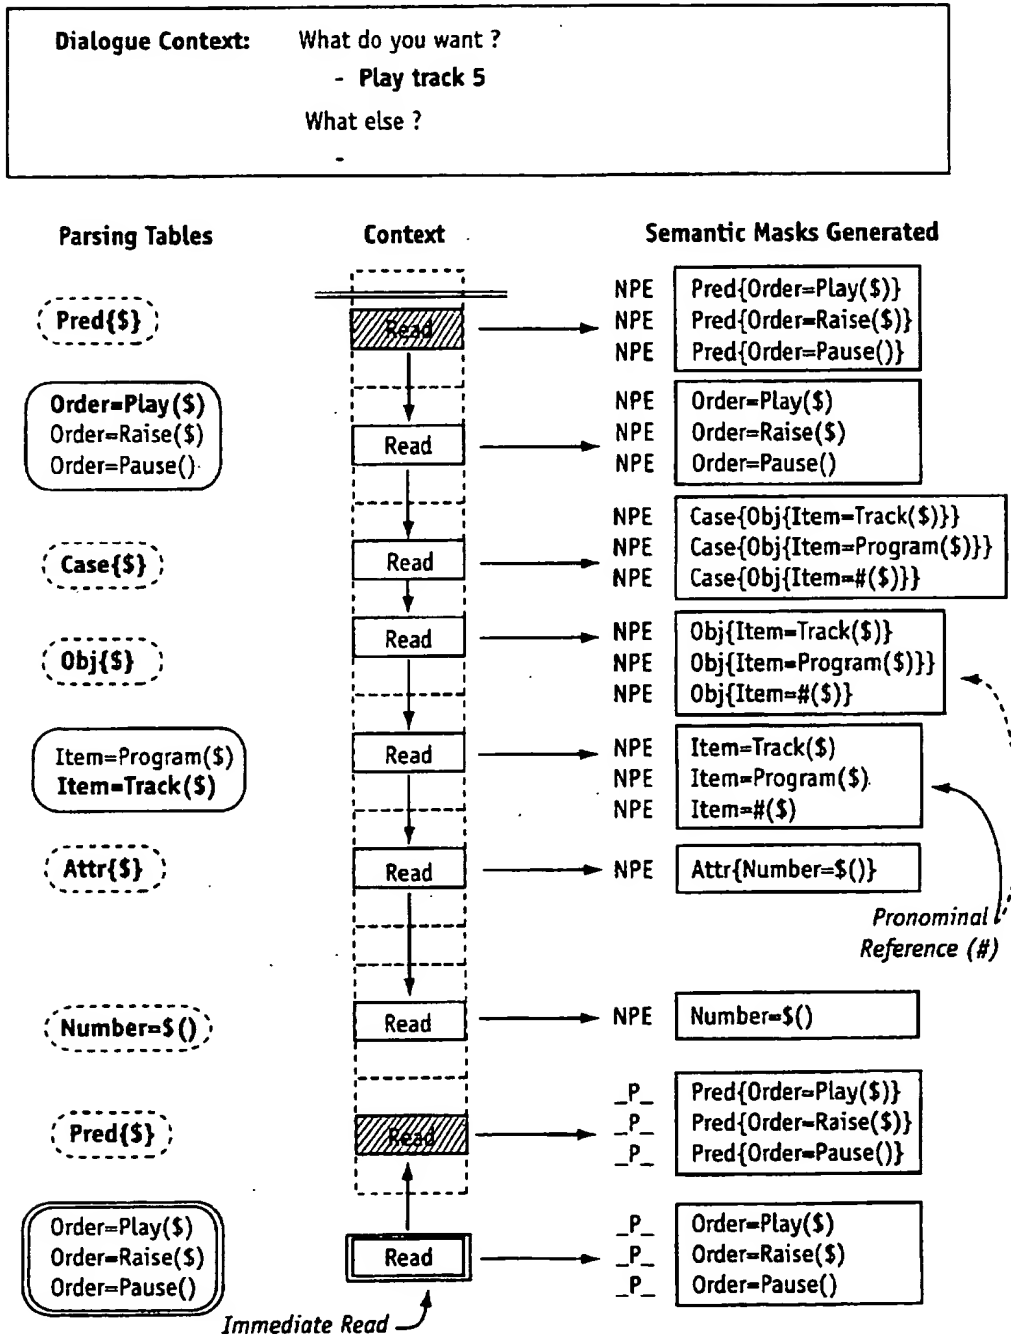 Dialogue Context: What do you want ?
- Play track 5
What else ?
-
Parsing Tables Context Semantic Masks Generated
Pred{$}
Read
NPE Pred{Order=Play($)}
NPE Pred{Order=Raise($)}
NPE Pred{Order=Pause()}
Order=Play($)
Order=Raise($)
Order=Pause()
Read
NPE Order=Play($)
NPE Order=Raise($)
NPE Order=Pause()
Case{$}
Read
NPE Case{Obj{Item=Track($)}}
NPE Case{Obj{Item=Program($)}}
NPE Case{Obj{Item=#($)}}
Obj{$}
Read
NPE Obj{Item=Track($)}
NPE Obj{Item=Program($)}}
NPE Obj{Item=#($)}
Item=Program($)
Item=Track($)
Read
NPE Item=Track($)
NPE Item=Program($)
NPE Item=#($)
Attr{$}
Read
NPE Attr{Number=$()}
Pronominal
Reference (#)
Number=$()
Read
NPE Number=$()
Pred{$}
Read
_P_ Pred{Order=Play($)}
_P_ Pred{Order=Raise($)}
_P_ Pred{Order=Pause()}
Order=Play($)
Order=Raise($)
Order=Pause()
Read
_P_ Order=Play($)
_P_ Order=Raise($)
_P_ Order=Pause()
Immediate Read